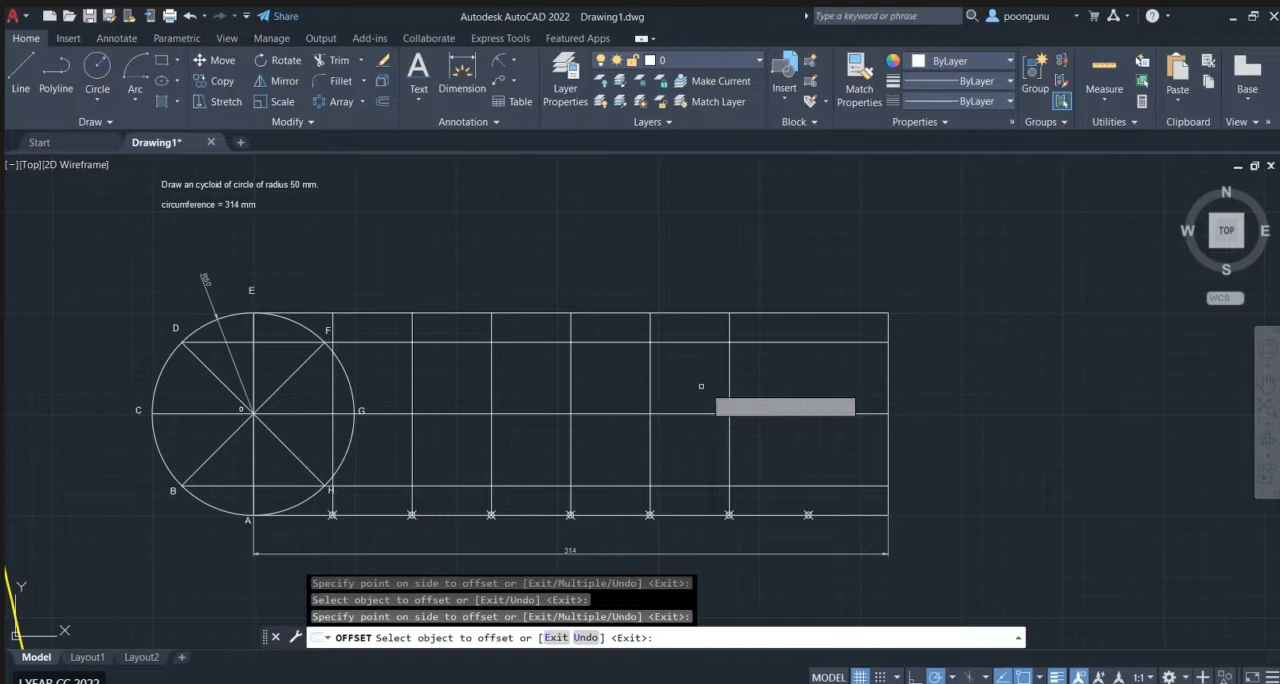 Share
Autodesk AutoCAD 2022 Drawing1.dwg
Type a keyword or phrase
poongunu
Home Insert Annotate Parametric View Manage Output Add-ins Collaborate Express Tools Featured Apps
Line
Polyline
Circle
Arc
Draw
Move Rotate Trim
Copy Mirror Fillet
Stretch Scale Array
Modify
Text
Dimension
Table
Annotation
Layer
Properties
0
Make Current
Match Layer
Layers
Insert
Block
Match
Properties
ByLayer
ByLayer
ByLayer
Properties
Group
Groups
Measure
Utilities
Paste
Clipboard
Base
View
Start
Drawing1*
[−][Top][2D Wireframe]
Draw an cycloid of circle of radius 50 mm.
circumference = 314 mm
N
W TOP E
S
WCS
R50
E
D
F
C
0
G
B
H
A
314
Specify point on side to offset or [Exit/Multiple/Undo] <Exit>:
Select object to offset or [Exit/Undo] <Exit>:
Specify point on side to offset or [Exit/Multiple/Undo] <Exit>:
OFFSET Select object to offset or [Exit Undo] <Exit>:
Y
X
Model Layout1 Layout2
MODEL
1:1
I YEAR CC 2022